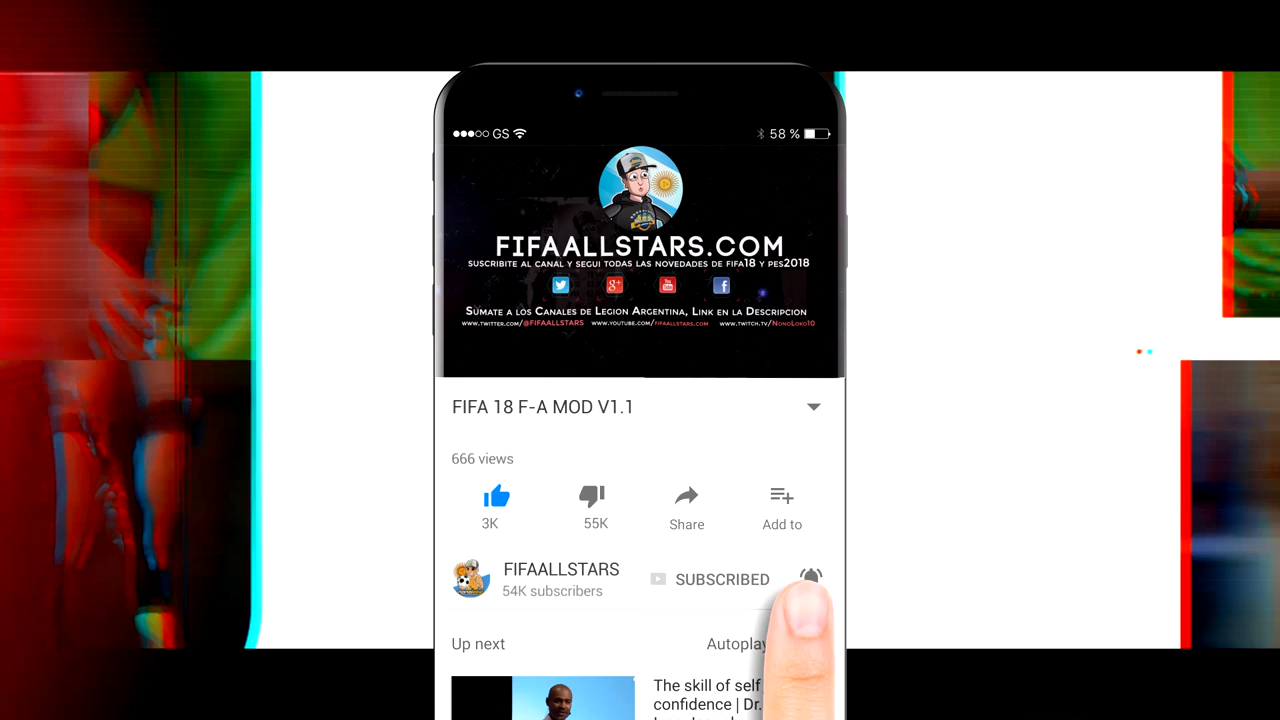 GS
58 %
FIFAALLSTARS.COM
SUSCRIBITE AL CANAL Y SEGUI TODAS LAS NOVEDADES DE FIFA18 Y PES2018
g+
You
f
SUMATE A LOS CANALES DE LEGION ARGENTINA, LINK EN LA DESCRIPCION
WWW.TWITTER.COM/@FIFAALLSTARS WWW.YOUTUBE.COM/FIFAALLSTARS.COM WWW.TWITCH.TV/NONOLOKO10
FIFA 18 F-A MOD V1.1
666 views
3K 55K Share Add to
FIFAALLSTARS
54K subscribers
SUBSCRIBED
Up next Autoplay
The skill of self
confidence | Dr.